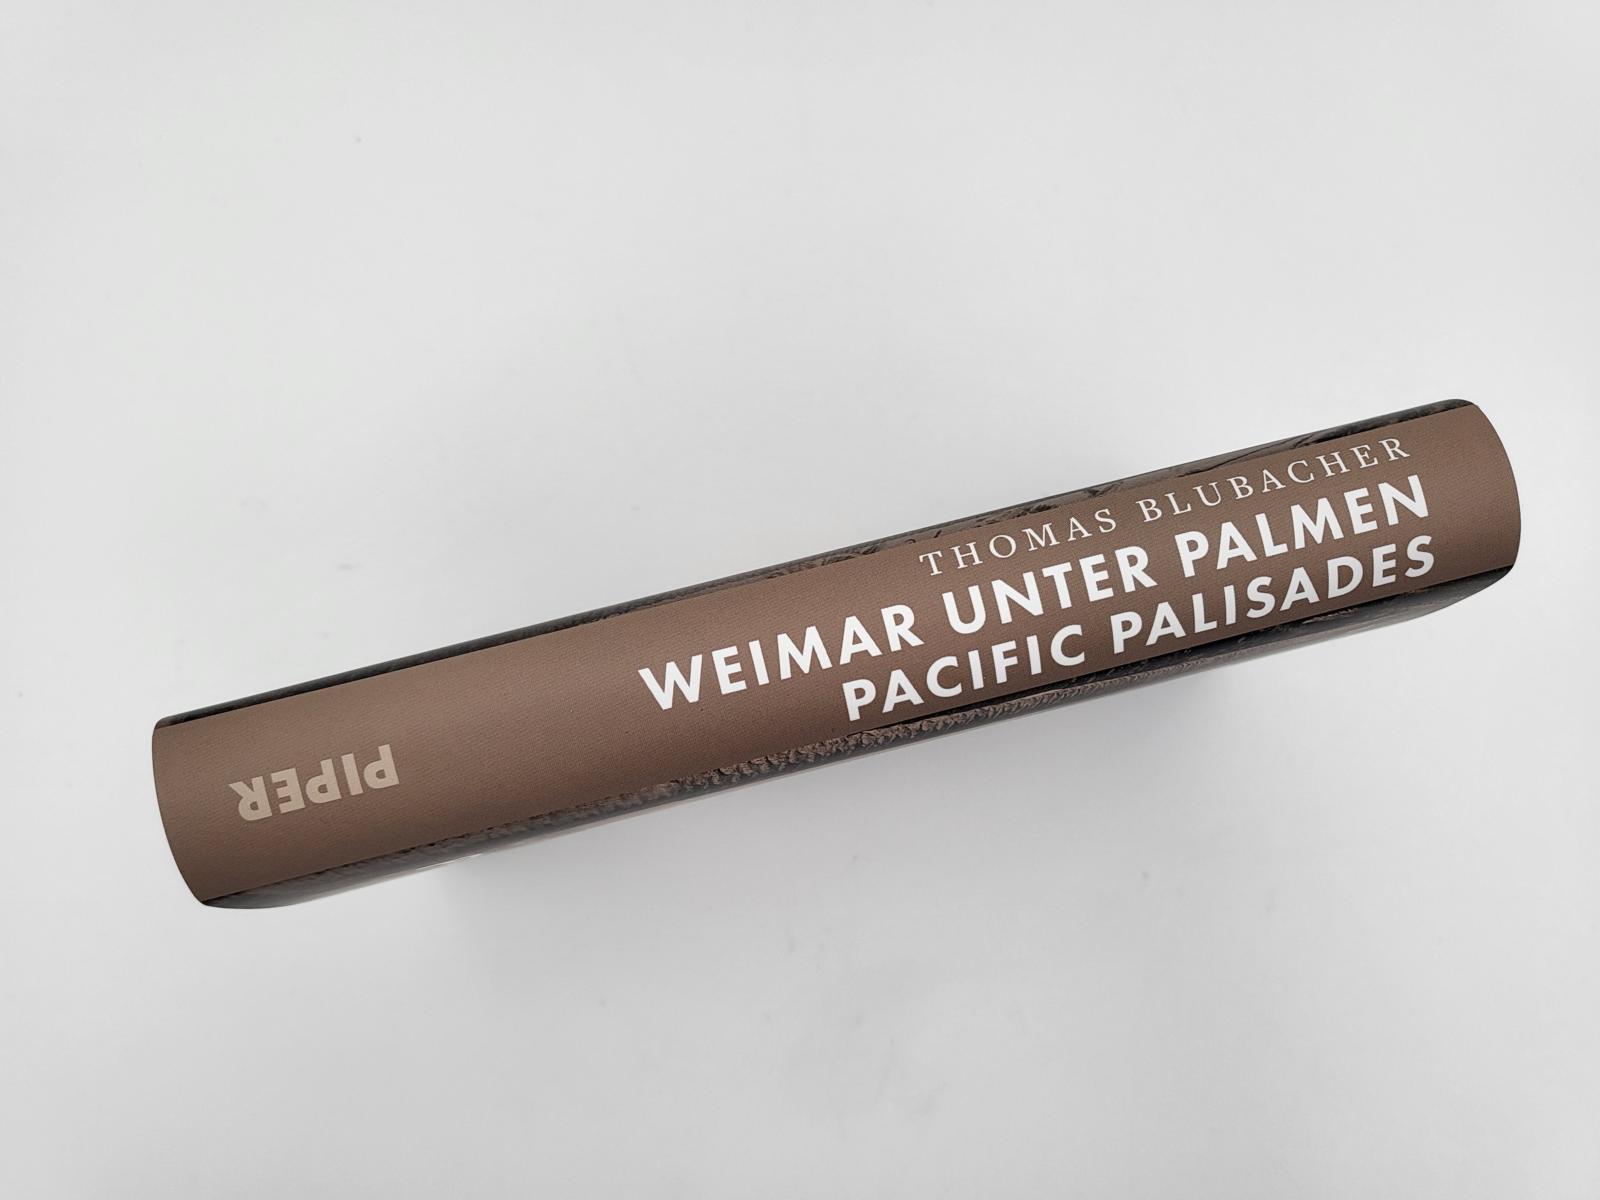 THOMAS BLUBACHER
WEIMAR UNTER PALMEN
PACIFIC PALISADES
PIPER